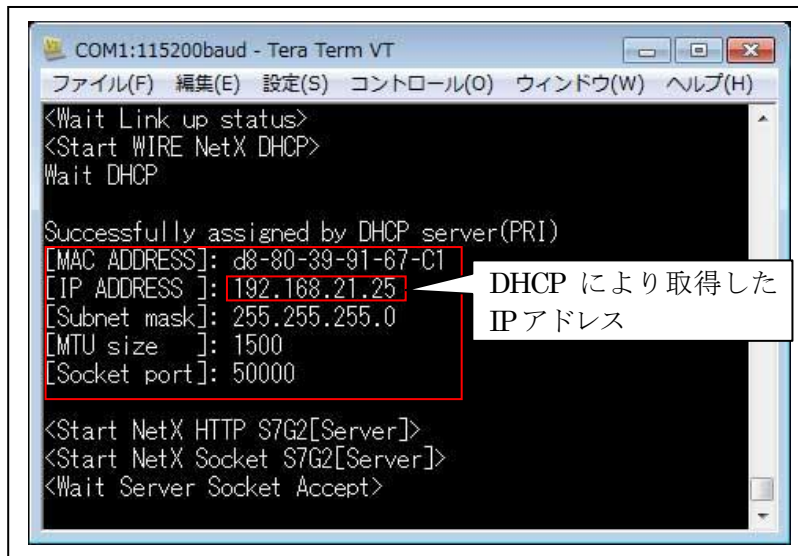 COM1:115200baud - Tera Term VT
ファイル(F) 編集(E) 設定(S) コントロール(O) ウィンドウ(W) ヘルプ(H)
<Wait Link up status>
<Start WIRE NetX DHCP>
Wait DHCP
Successfully assigned by DHCP server(PRI)
[MAC ADDRESS]: d8-80-39-91-67-C1
[IP ADDRESS ]: 192.168.21.25
[Subnet mask]: 255.255.255.0
[MTU size   ]: 1500
[Socket port]: 50000
DHCP により取得した
IPアドレス
<Start NetX HTTP S7G2[Server]>
<Start NetX Socket S7G2[Server]>
<Wait Server Socket Accept>